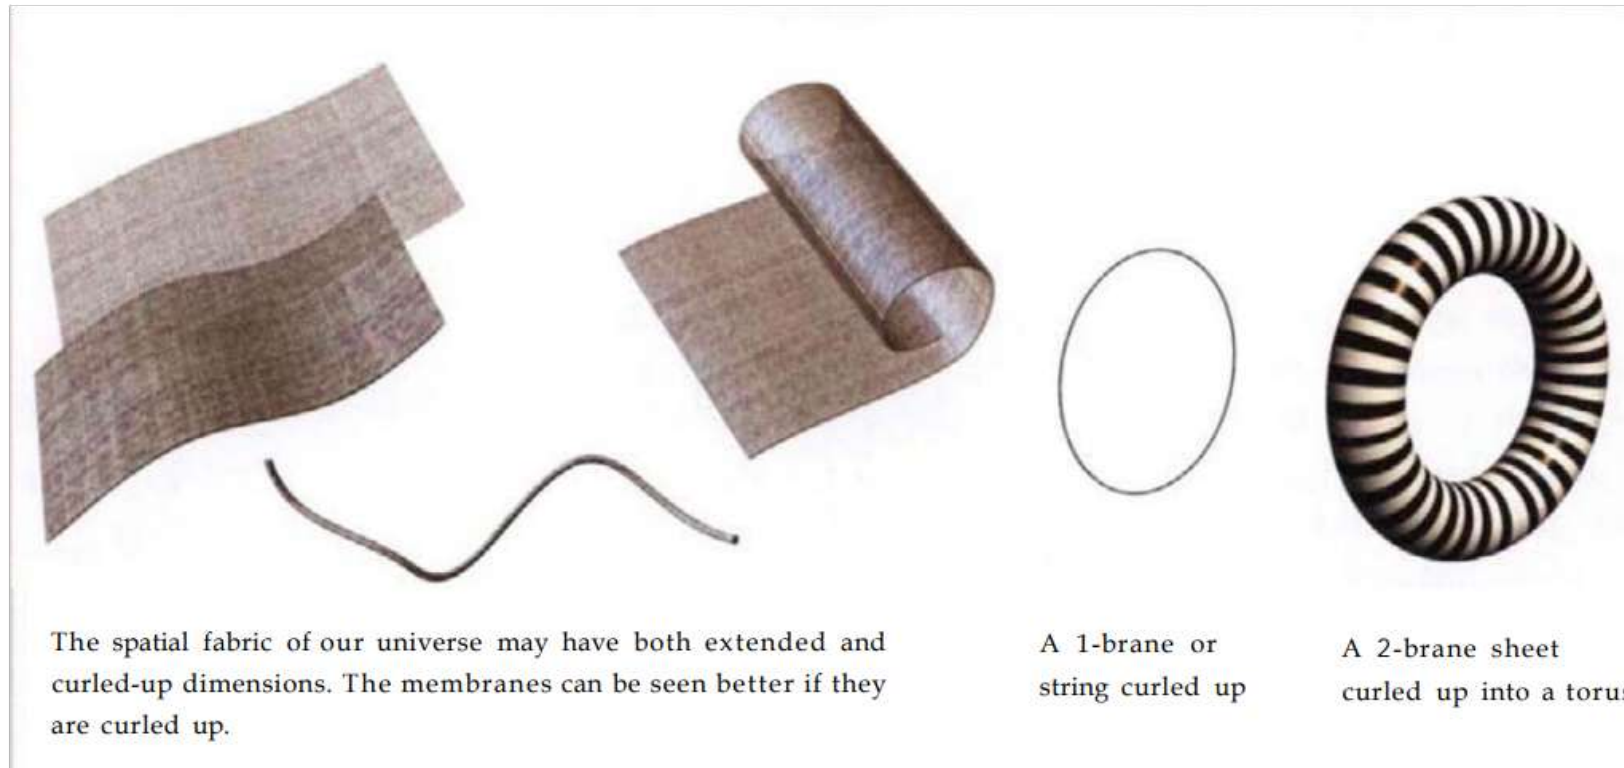 The spatial fabric of our universe may have both extended and
curled-up dimensions. The membranes can be seen better if they
are curled up.
A 1-brane or
string curled up
A 2-brane sheet
curled up into a torus